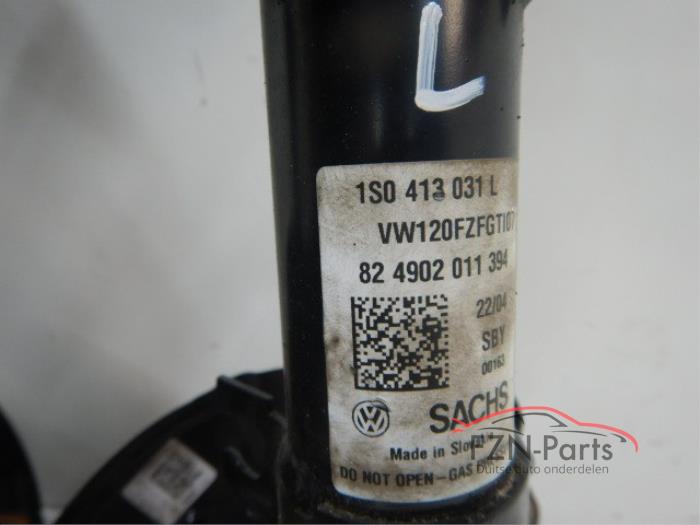 L
1S0 413 031 L
VW120FZFGTI07
82 4902 011 394
22/04
SBY
00163
VW SACHS
Made in
DO NOT OPEN-GAS
FZN-Parts
Duitse auto onderdelen